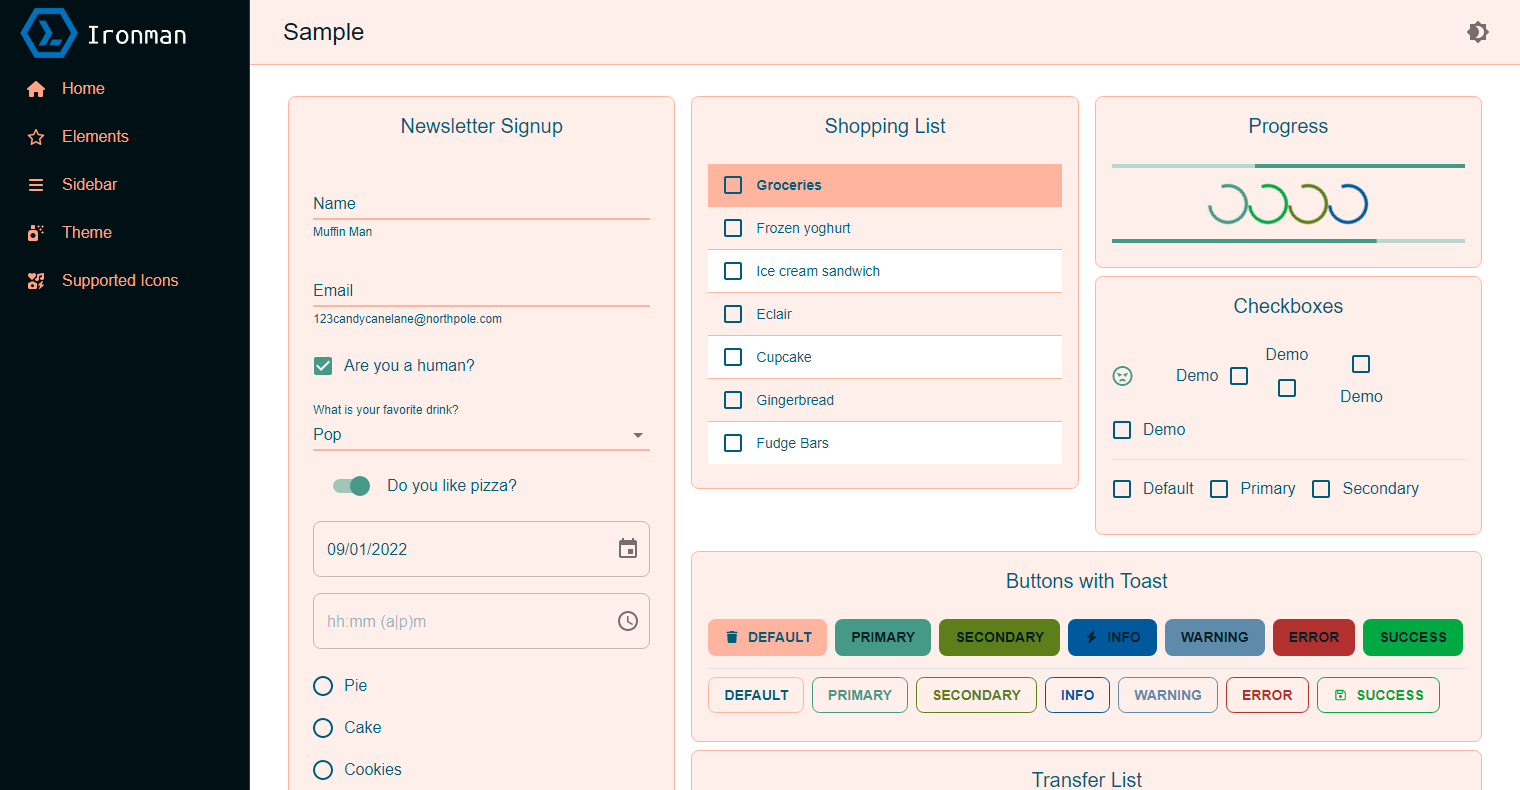 Ironman
Home
Elements
Sidebar
Theme
Supported Icons
Sample
Newsletter Signup
Name
Muffin Man
Email
123candycanelane@northpole.com
Are you a human?
What is your favorite drink?
Pop
Do you like pizza?
09/01/2022
hh:mm (a|p)m
Pie
Cake
Cookies
Shopping List
Groceries
Frozen yoghurt
Ice cream sandwich
Eclair
Cupcake
Gingerbread
Fudge Bars
Progress
Checkboxes
Demo
Demo
Demo
Demo
Default Primary Secondary
Buttons with Toast
DEFAULT PRIMARY SECONDARY INFO WARNING ERROR SUCCESS
DEFAULT PRIMARY SECONDARY INFO WARNING ERROR SUCCESS
Transfer List